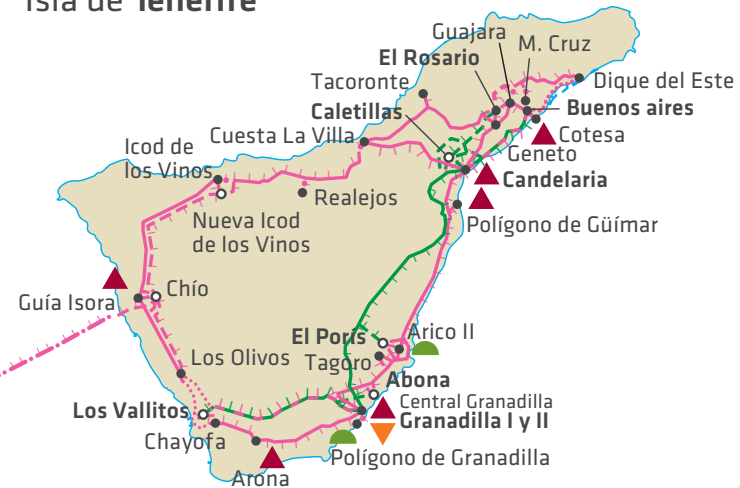 Isla de Tenerife
Guajara
M. Cruz
El Rosario
Tacoronte
Dique del Este
Caletillas
Buenos aires
Cuesta La Villa
Cotesa
Icod de
los Vinos
Geneto
Candelaria
Realejos
Nueva Icod
de los Vinos
Polígono de Güímar
Chío
Guía Isora
El Porís
Arico II
Los Olivos
Tagoro
Abona
Central Granadilla
Los Vallitos
Granadilla I y II
Chayofa
Polígono de Granadilla
Arona